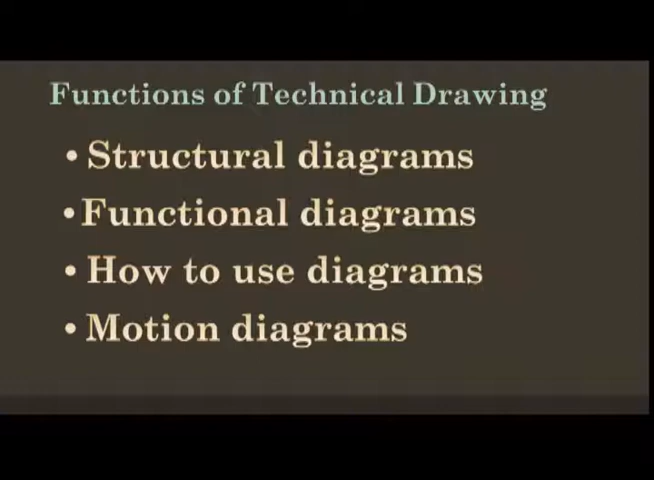 Functions of Technical Drawing
• Structural diagrams
• Functional diagrams
• How to use diagrams
• Motion diagrams